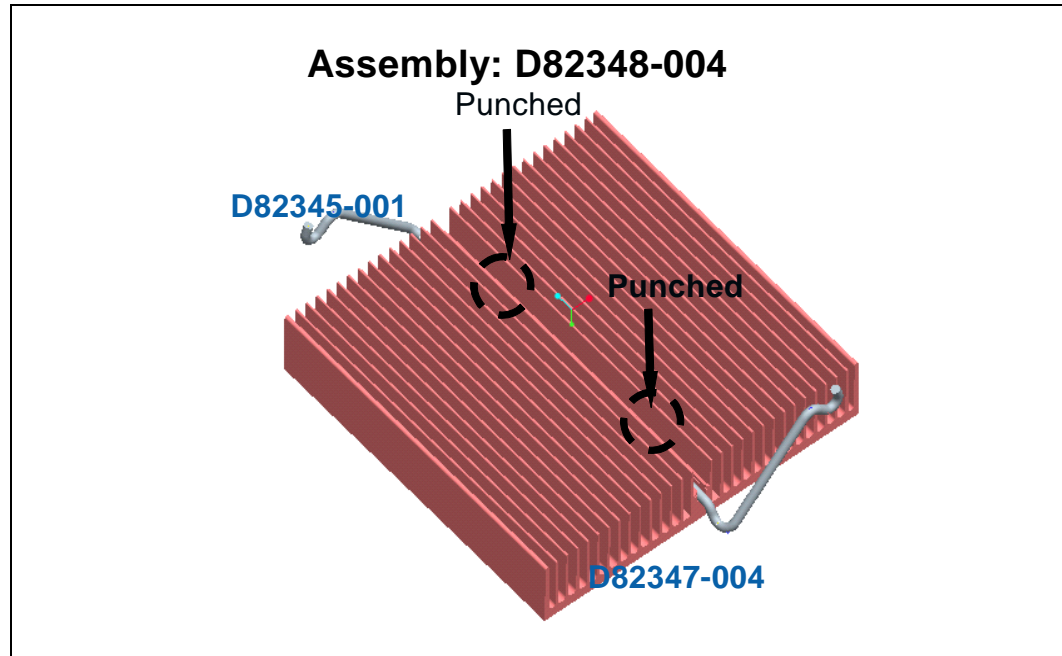 Assembly: D82348-004
Punched
D82345-001
Punched
D82347-004